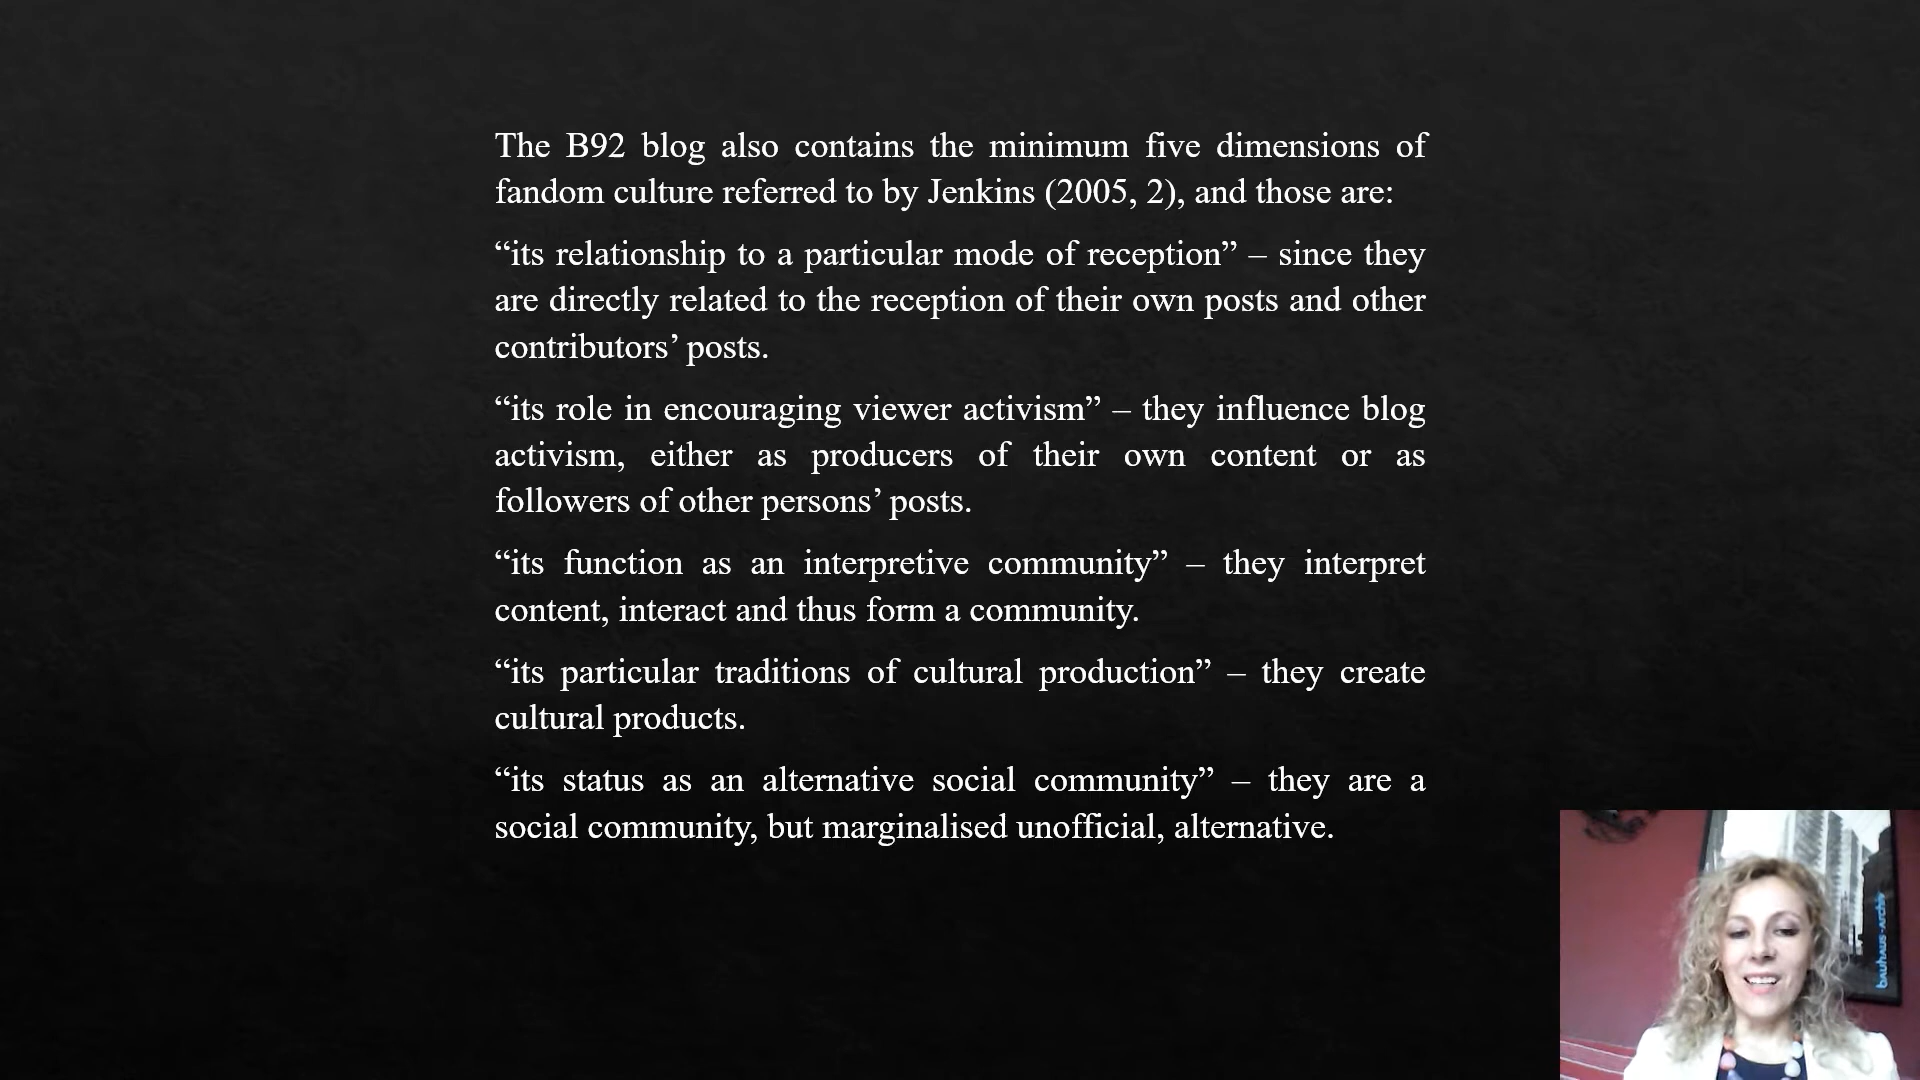 The B92 blog also contains the minimum five dimensions of
fandom culture referred to by Jenkins (2005, 2), and those are:
“its relationship to a particular mode of reception” – since they
are directly related to the reception of their own posts and other
contributors’ posts.
“its role in encouraging viewer activism” – they influence blog
activism, either as producers of their own content or as
followers of other persons’ posts.
“its function as an interpretive community” – they interpret
content, interact and thus form a community.
“its particular traditions of cultural production” – they create
cultural products.
“its status as an alternative social community” – they are a
social community, but marginalised unofficial, alternative.
bauhaus-archiv